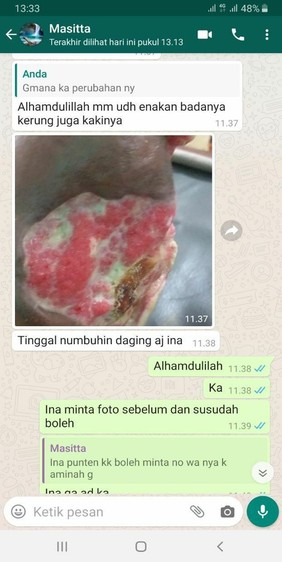 13:33
48%
Masitta
Terakhir dilihat hari ini pukul 13.13
Anda
Gmana ka perubahan ny
Alhamdulillah mm udh enakan badanya
kerung juga kakinya
11.37
11.37
Tinggal numbuhin daging aj ina
11.38
Alhamdulilah 11.38
Ka 11.38
Ina minta foto sebelum dan susudah
boleh
11.39
Masitta
Ina punten kk boleh minta no wa nya k
aminah g
Ina ga ad ka
Ketik pesan